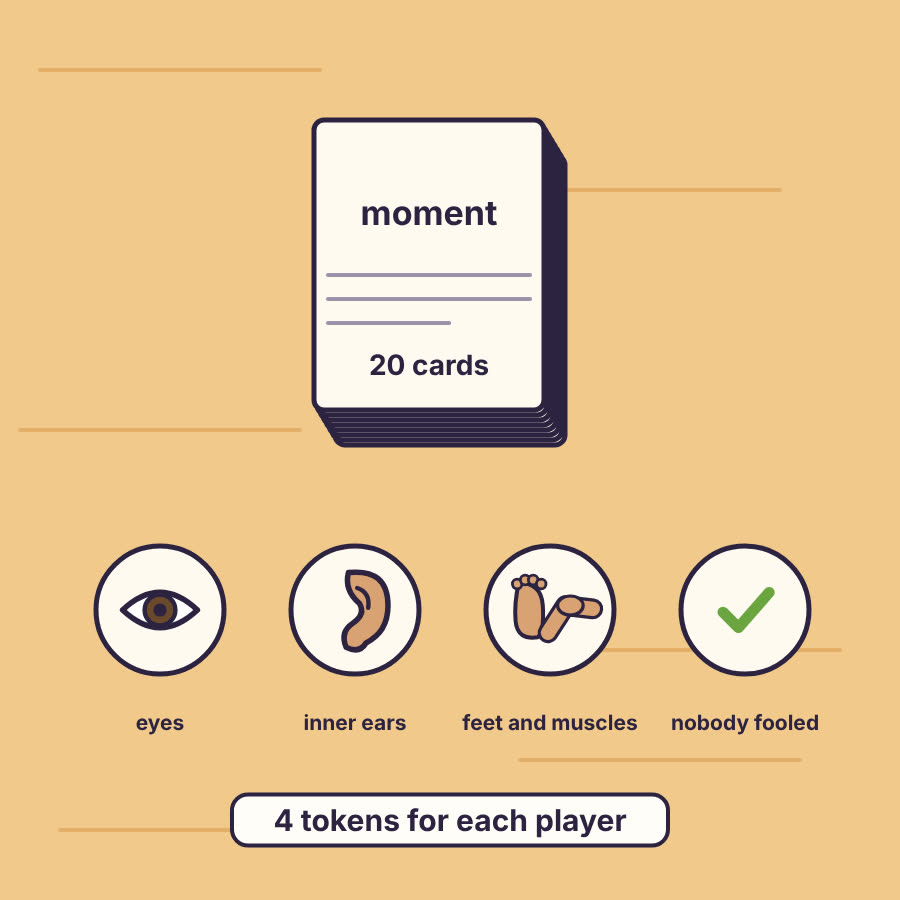 moment
20 cards
eyes
inner ears
feet and muscles
nobody fooled
4 tokens for each player